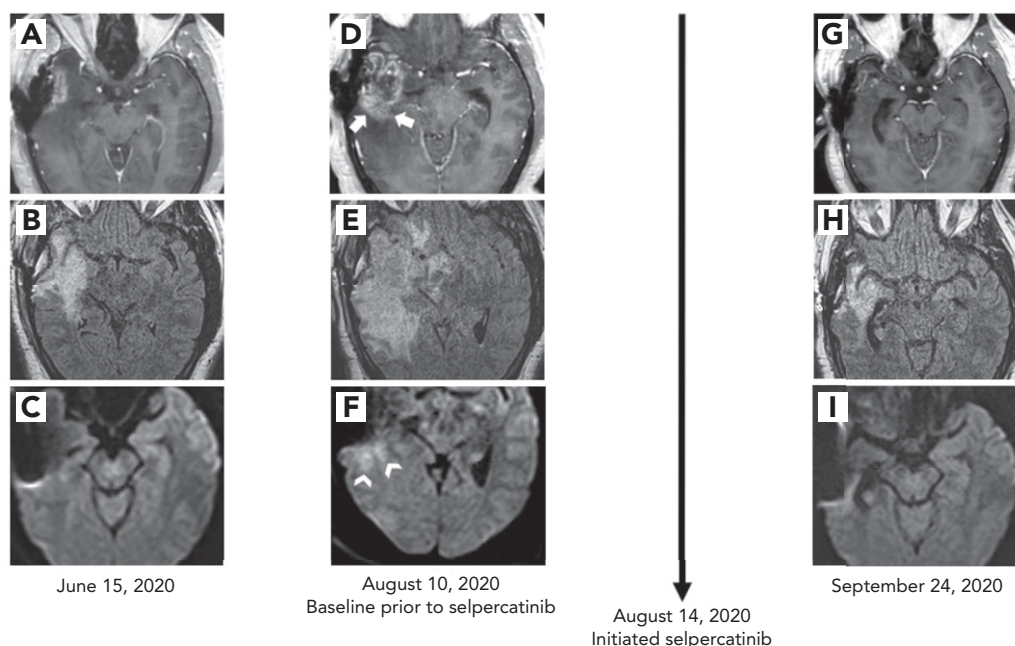 A
D
G
B
E
H
C
F
I
June 15, 2020
August 10, 2020
Baseline prior to selpercatinib
August 14, 2020
Initiated selpercatinib
September 24, 2020